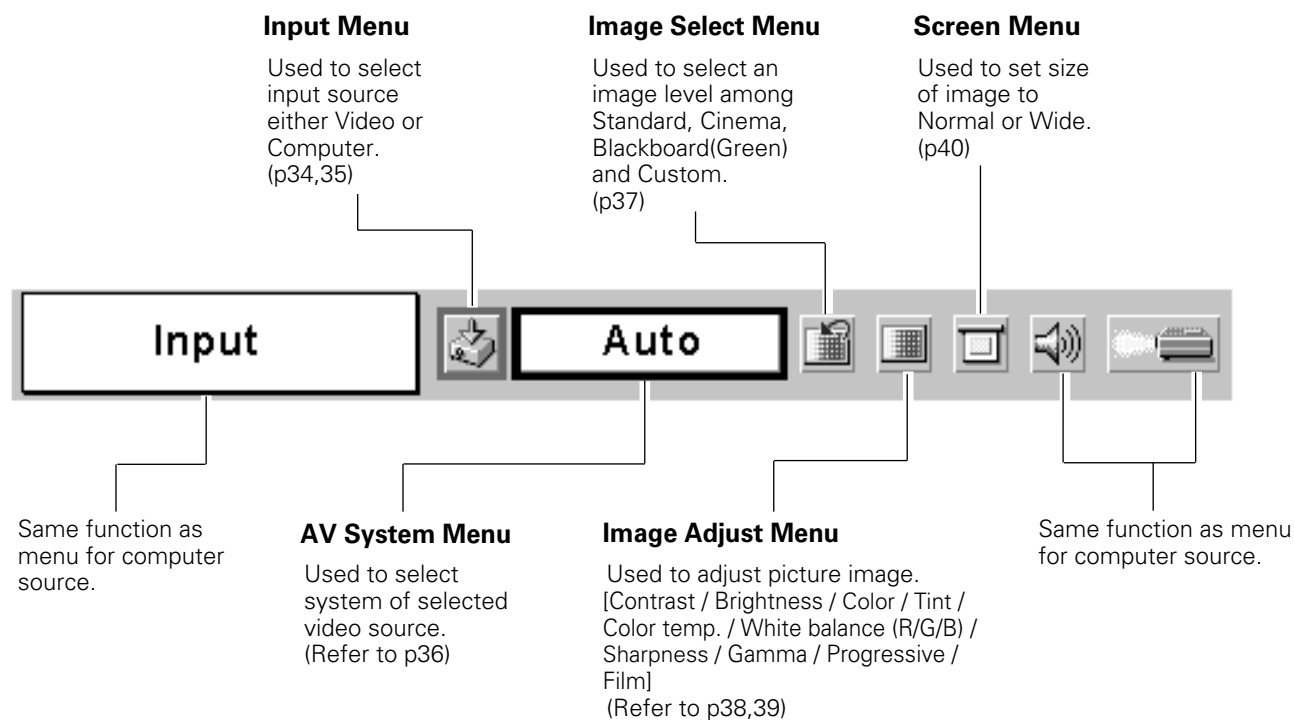 Input Menu
Used to select
input source
either Video or
Computer.
(p34,35)
Image Select Menu
Used to select an
image level among
Standard, Cinema,
Blackboard(Green)
and Custom.
(p37)
Screen Menu
Used to set size
of image to
Normal or Wide.
(p40)
Input
Auto
Same function as
menu for computer
source.
AV System Menu
Used to select
system of selected
video source.
(Refer to p36)
Image Adjust Menu
Used to adjust picture image.
[Contrast / Brightness / Color / Tint /
Color temp. / White balance (R/G/B) /
Sharpness / Gamma / Progressive /
Film]
(Refer to p38,39)
Same function as menu
for computer source.